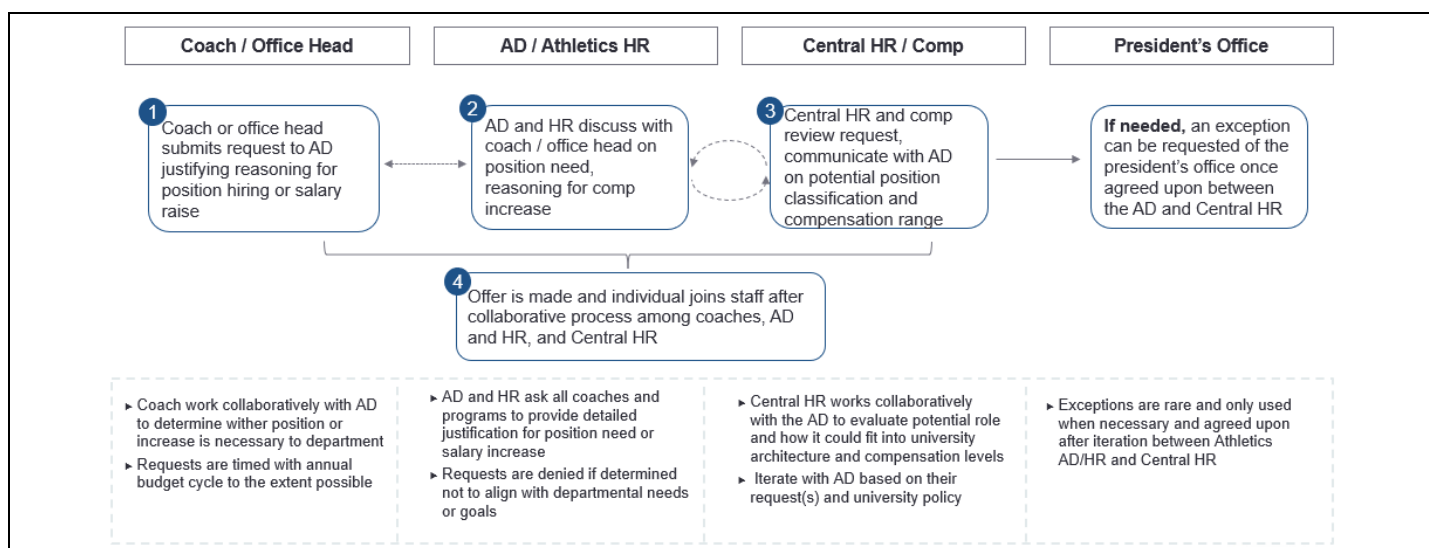 Coach / Office Head
AD / Athletics HR
Central HR / Comp
President's Office
1
Coach or office head
submits request to AD
justifying reasoning for
position hiring or salary
raise
2
AD and HR discuss with
coach / office head on
position need,
reasoning for comp
increase
3
Central HR and comp
review request,
communicate with AD
on potential position
classification and
compensation range
If needed, an exception
can be requested of the
president's office once
agreed upon between
the AD and Central HR
4
Offer is made and individual joins staff after
collaborative process among coaches, AD
and HR, and Central HR
▸ Coach work collaboratively with AD
to determine wither position or
increase is necessary to department
▸ Requests are timed with annual
budget cycle to the extent possible
▸ AD and HR ask all coaches and
programs to provide detailed
justification for position need or
salary increase
▸ Requests are denied if determined
not to align with departmental needs
or goals
▸ Central HR works collaboratively
with the AD to evaluate potential role
and how it could fit into university
architecture and compensation levels
▸ Iterate with AD based on their
request(s) and university policy
▸ Exceptions are rare and only used
when necessary and agreed upon
after iteration between Athletics
AD/HR and Central HR